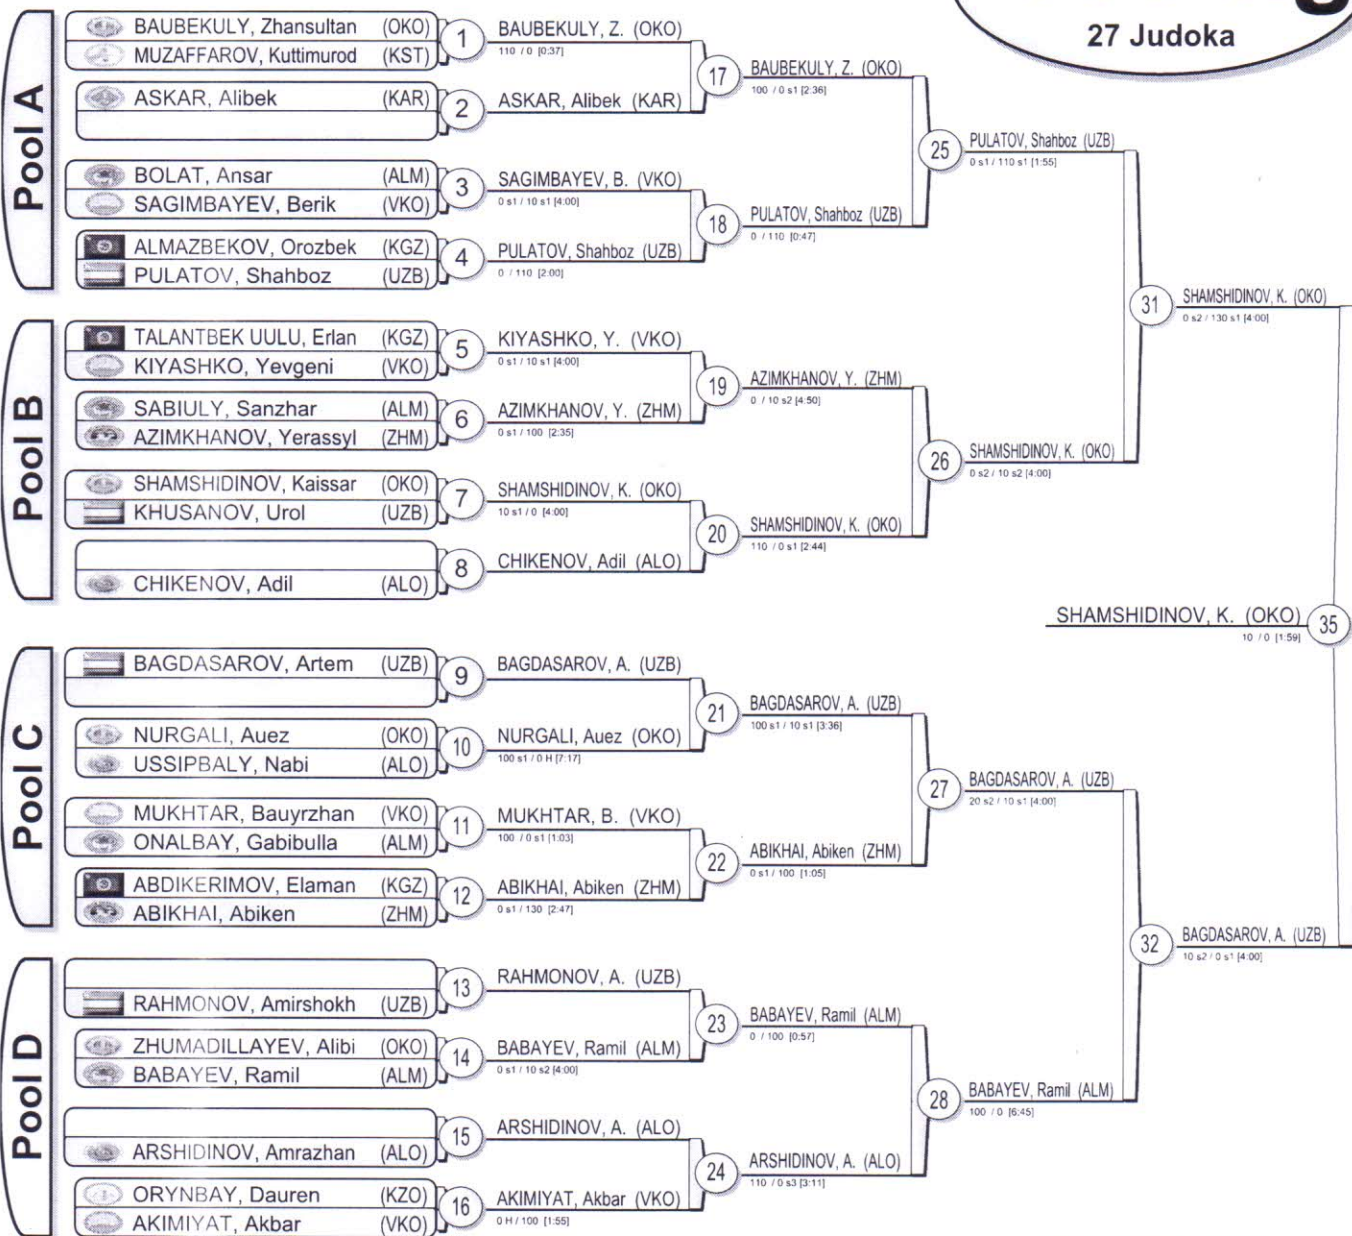 27 Judoka
Pool A
BAUBEKULY, Zhansultan (OKO)
MUZAFFAROV, Kuttimurod (KST)
1
BAUBEKULY, Z. (OKO)
110 / 0 [0:37]
ASKAR, Alibek (KAR)
2
ASKAR, Alibek (KAR)
17
BAUBEKULY, Z. (OKO)
100 / 0 s1 [2:36]
BOLAT, Ansar (ALM)
SAGIMBAYEV, Berik (VKO)
3
SAGIMBAYEV, B. (VKO)
0 s1 / 10 s1 [4:00]
ALMAZBEKOV, Orozbek (KGZ)
PULATOV, Shahboz (UZB)
4
PULATOV, Shahboz (UZB)
0 / 110 [2:00]
18
PULATOV, Shahboz (UZB)
0 / 110 [0:47]
25
PULATOV, Shahboz (UZB)
0 s1 / 110 s1 [1:55]
Pool B
TALANTBEK UULU, Erlan (KGZ)
KIYASHKO, Yevgeni (VKO)
5
KIYASHKO, Y. (VKO)
0 s1 / 10 s1 [4:00]
SABIULY, Sanzhar (ALM)
AZIMKHANOV, Yerassyl (ZHM)
6
AZIMKHANOV, Y. (ZHM)
0 s1 / 100 [2:35]
19
AZIMKHANOV, Y. (ZHM)
0 / 10 s2 [4:50]
SHAMSHIDINOV, Kaissar (OKO)
KHUSANOV, Urol (UZB)
7
SHAMSHIDINOV, K. (OKO)
10 s1 / 0 [4:00]
CHIKENOV, Adil (ALO)
8
CHIKENOV, Adil (ALO)
20
SHAMSHIDINOV, K. (OKO)
110 / 0 s1 [2:44]
26
SHAMSHIDINOV, K. (OKO)
0 s2 / 10 s2 [4:00]
31
SHAMSHIDINOV, K. (OKO)
0 s2 / 130 s1 [4:00]
SHAMSHIDINOV, K. (OKO)
10 / 0 [1:59]
35
Pool C
BAGDASAROV, Artem (UZB)
9
BAGDASAROV, A. (UZB)
NURGALI, Auez (OKO)
USSIPBALY, Nabi (ALO)
10
NURGALI, Auez (OKO)
100 s1 / 0 H [7:17]
21
BAGDASAROV, A. (UZB)
100 s1 / 10 s1 [3:36]
MUKHTAR, Bauyrzhan (VKO)
ONALBAY, Gabibulla (ALM)
11
MUKHTAR, B. (VKO)
100 / 0 s1 [1:03]
ABDIKERIMOV, Elaman (KGZ)
ABIKHAI, Abiken (ZHM)
12
ABIKHAI, Abiken (ZHM)
0 s1 / 130 [2:47]
22
ABIKHAI, Abiken (ZHM)
0 s1 / 100 [1:05]
27
BAGDASAROV, A. (UZB)
20 s2 / 10 s1 [4:00]
Pool D
RAHMONOV, Amirshokh (UZB)
13
RAHMONOV, A. (UZB)
ZHUMADILLAYEV, Alibi (OKO)
BABAYEV, Ramil (ALM)
14
BABAYEV, Ramil (ALM)
0 s1 / 10 s2 [4:00]
23
BABAYEV, Ramil (ALM)
0 / 100 [0:57]
ARSHIDINOV, Amrazhan (ALO)
15
ARSHIDINOV, A. (ALO)
ORYNBAY, Dauren (KZO)
AKIMIYAT, Akbar (VKO)
16
AKIMIYAT, Akbar (VKO)
0 H / 100 [1:55]
24
ARSHIDINOV, A. (ALO)
110 / 0 s3 [3:11]
28
BABAYEV, Ramil (ALM)
100 / 0 [6:45]
32
BAGDASAROV, A. (UZB)
10 s2 / 0 s1 [4:00]